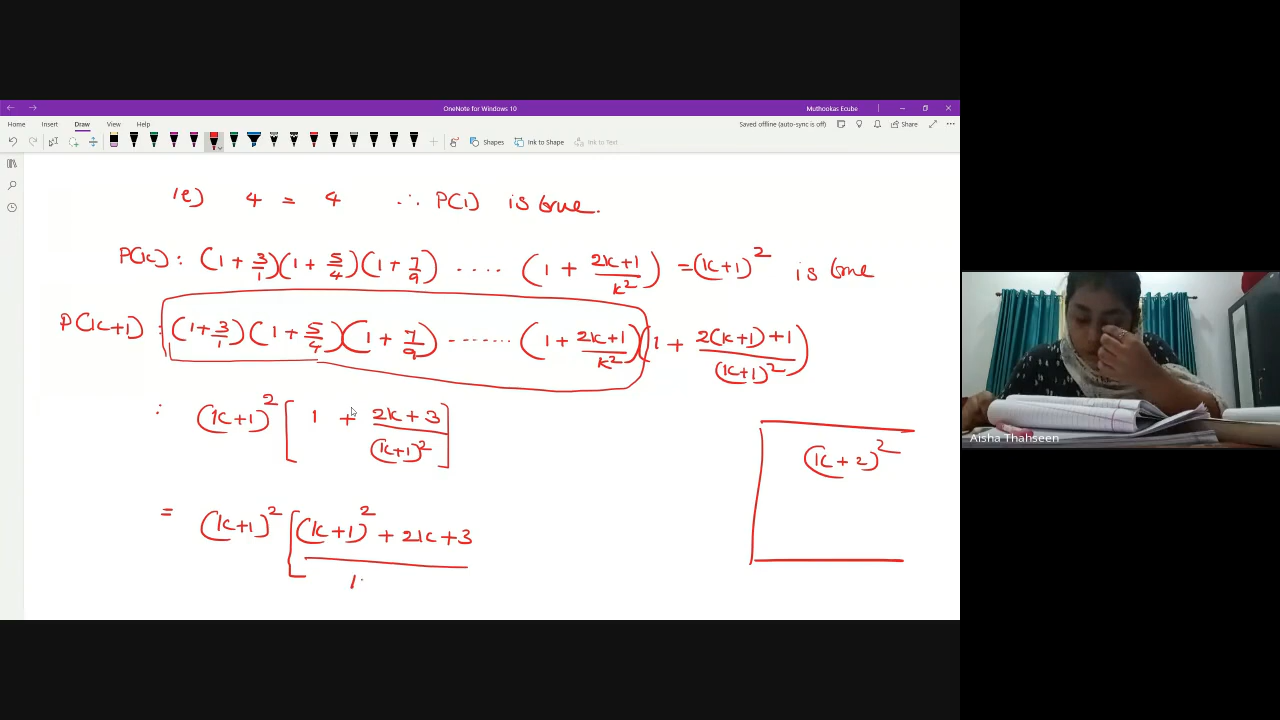 OneNote for Windows 10
Muthookas Ecube
Home Insert Draw View Help
Saved offline (auto-sync is off) Share
Shapes Ink to Shape Ink to Text
ie) 4 = 4 ∴ P(1) is true.
P(k) : (1 + 3/1)(1 + 5/4)(1 + 7/9) .... (1 + 2k+1/k²) = (k+1)² is true
P(k+1) : (1 + 3/1)(1 + 5/4)(1 + 7/9) ...... (1 + 2k+1/k²)(1 + 2(k+1)+1/(k+1)²)
: (k+1)² [1 + 2k+3/(k+1)²]
(k+2)²
= (k+1)² [(k+1)² + 2k+3
Aisha Thahseen